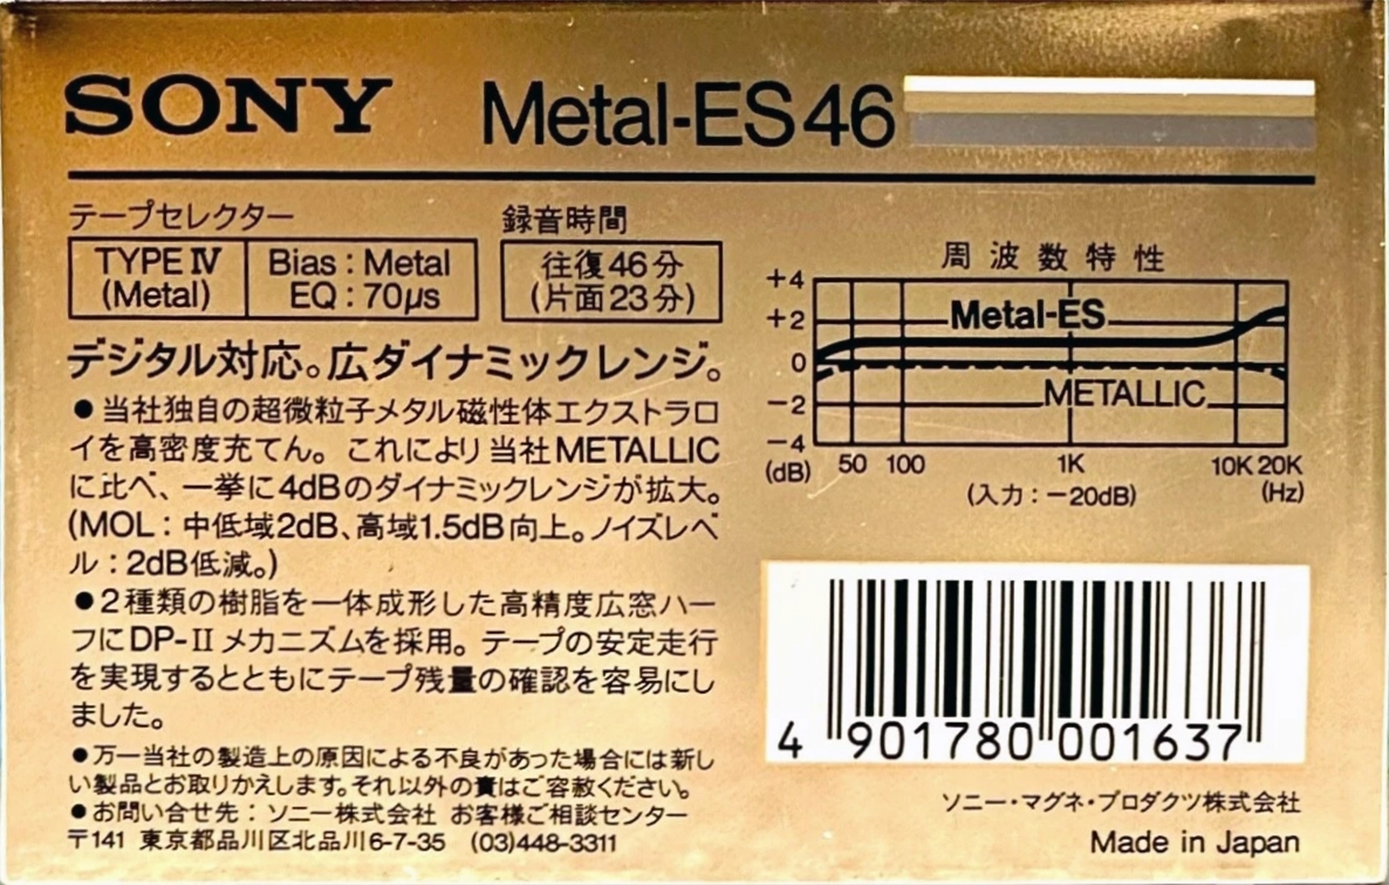 SONY Metal-ES46
テープセレクター
TYPE IV
(Metal)
Bias : Metal
EQ : 70μs
録音時間
往復46分
(片面23分)
デジタル対応。広ダイナミックレンジ。
●当社独自の超微粒子メタル磁性体エクストラロ
イを高密度充てん。これにより当社METALLIC
に比べ、一挙に4dBのダイナミックレンジが拡大。
(MOL : 中低域2dB、高域1.5dB向上。ノイズレベ
ル : 2dB低減。)
●2種類の樹脂を一体成形した高精度広窓ハー
フにDP-II メカニズムを採用。テープの安定走行
を実現するとともにテープ残量の確認を容易にし
ました。
●万一当社の製造上の原因による不良があった場合には新し
い製品とお取りかえします。それ以外の責はご容赦ください。
●お問い合せ先 : ソニー株式会社 お客様ご相談センター
〒141 東京都品川区北品川6-7-35 (03)448-3311
周波数特性
+4
+2
0
−2
−4
(dB)
Metal-ES
METALLIC
50 100 1K 10K 20K
(入力 : −20dB) (Hz)
4 901780 001637
ソニー・マグネ・プロダクツ株式会社
Made in Japan